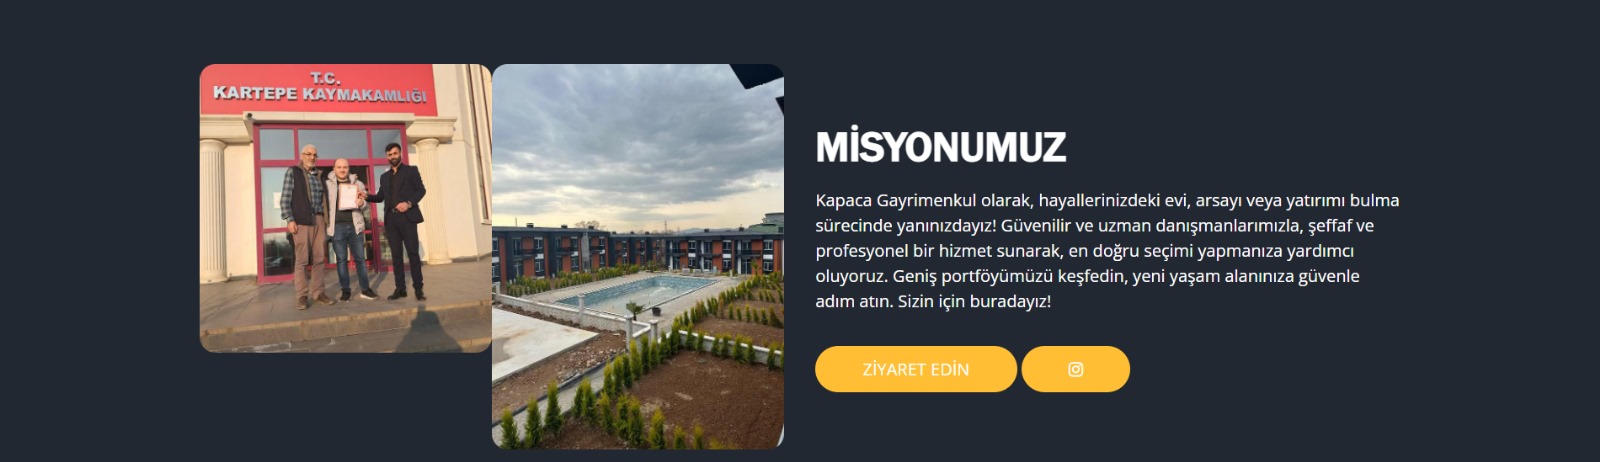 T.C.
KARTEPE KAYMAKAMLIĞI
MİSYONUMUZ
Kapaca Gayrimenkul olarak, hayallerinizdeki evi, arsayı veya yatırımı bulma
sürecinde yanınızdayız! Güvenilir ve uzman danışmanlarımızla, şeffaf ve
profesyonel bir hizmet sunarak, en doğru seçimi yapmanıza yardımcı
oluyoruz. Geniş portföyümüzü keşfedin, yeni yaşam alanınıza güvenle
adım atın. Sizin için buradayız!
ZİYARET EDİN